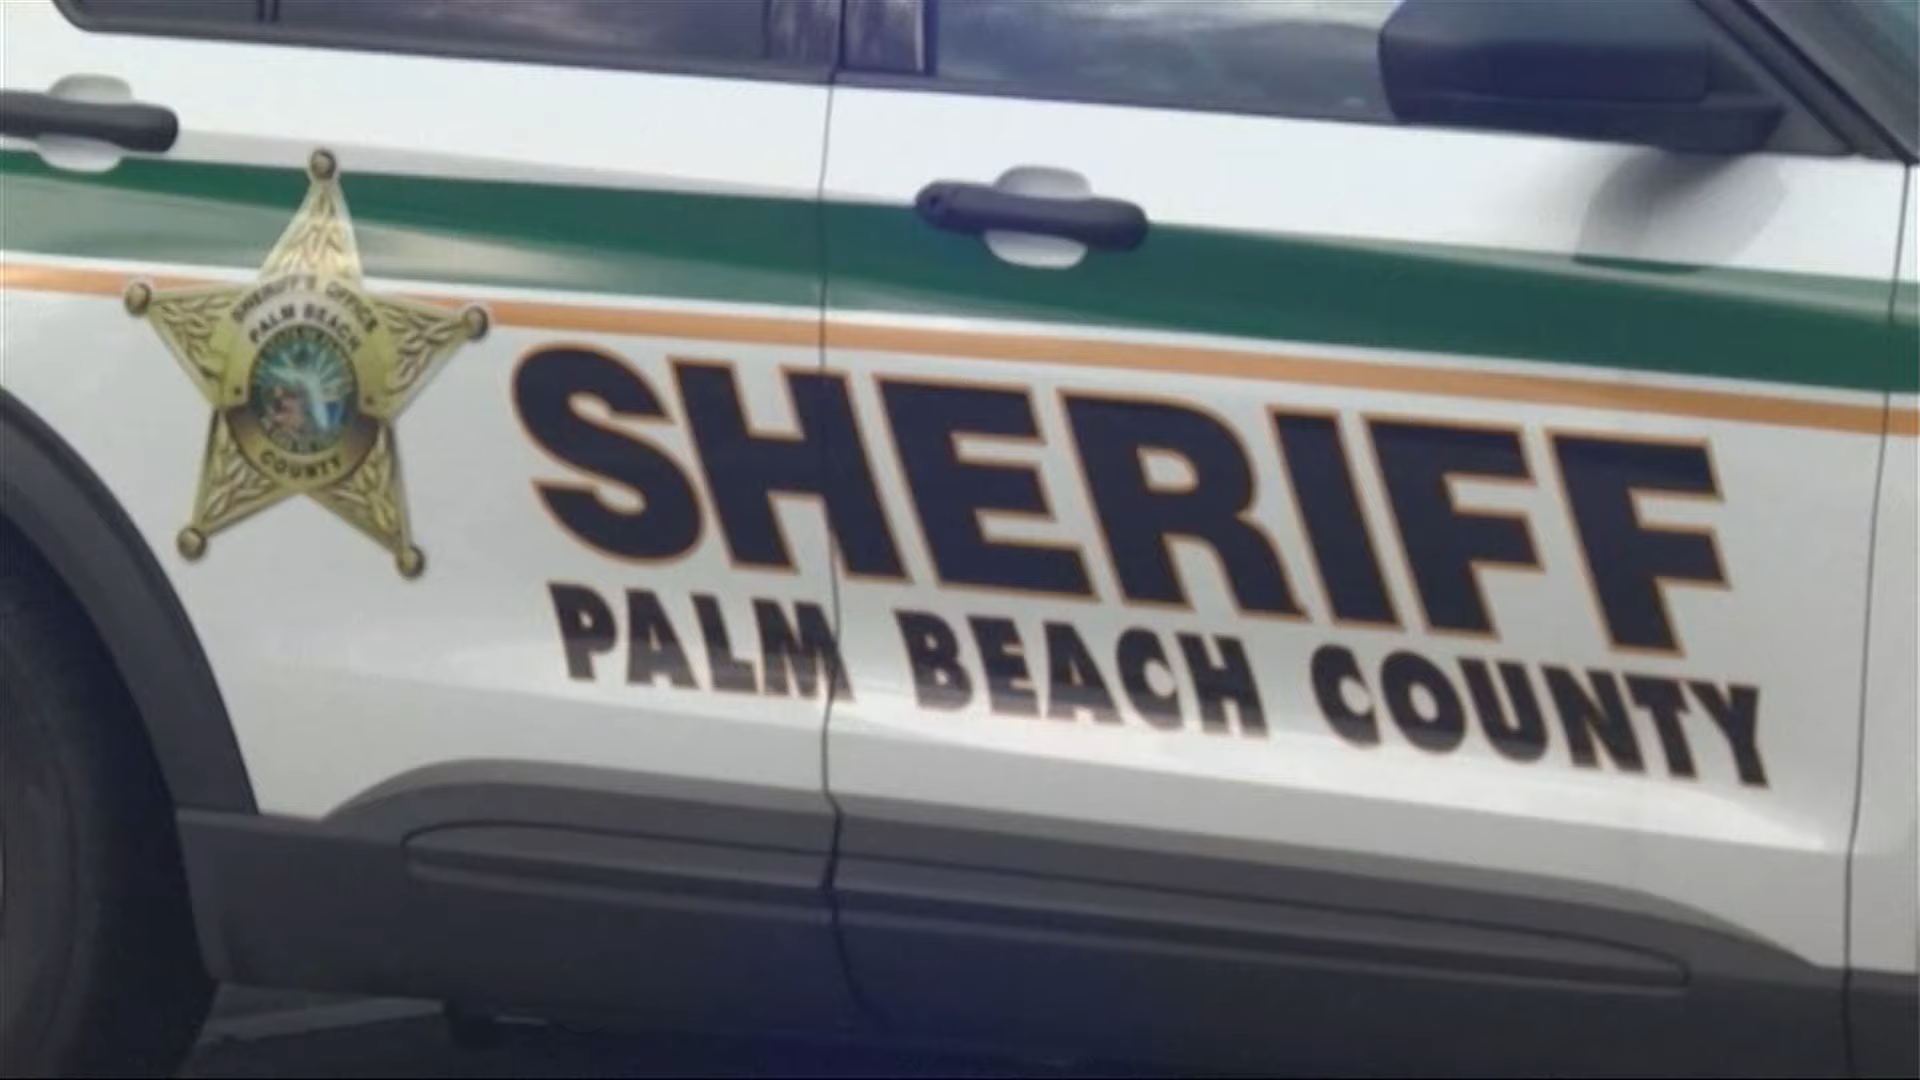 SHERIFF'S OFFICE
PALM BEACH
COUNTY
SHERIFF
PALM BEACH COUNTY